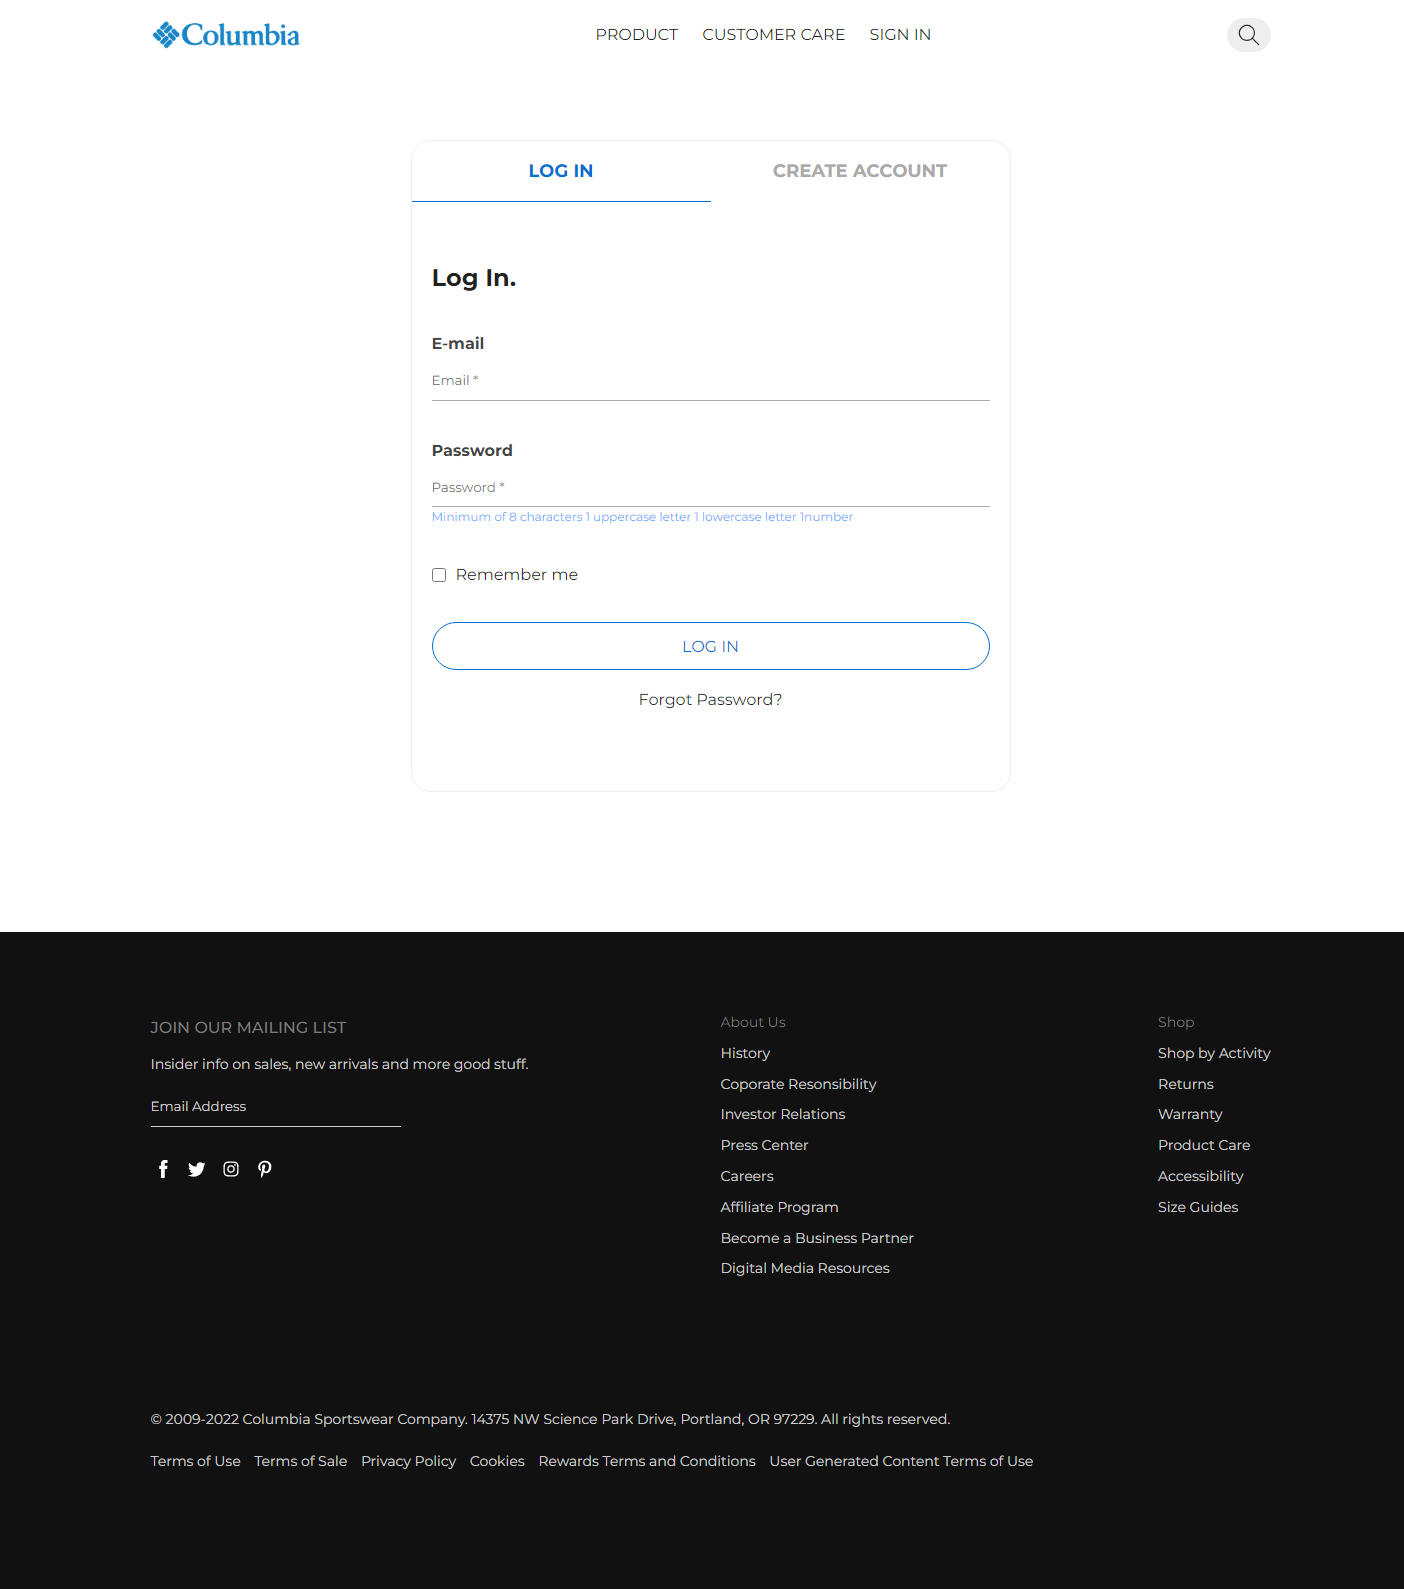 Columbia
PRODUCT CUSTOMER CARE SIGN IN
LOG IN CREATE ACCOUNT
Log In.
E-mail
Email *
Password
Password *
Minimum of 8 characters 1 uppercase letter 1 lowercase letter 1number
Remember me
LOG IN
Forgot Password?
JOIN OUR MAILING LIST
Insider info on sales, new arrivals and more good stuff.
Email Address
About Us
History
Coporate Resonsibility
Investor Relations
Press Center
Careers
Affiliate Program
Become a Business Partner
Digital Media Resources
Shop
Shop by Activity
Returns
Warranty
Product Care
Accessibility
Size Guides
© 2009-2022 Columbia Sportswear Company. 14375 NW Science Park Drive, Portland, OR 97229. All rights reserved.
Terms of Use Terms of Sale Privacy Policy Cookies Rewards Terms and Conditions User Generated Content Terms of Use